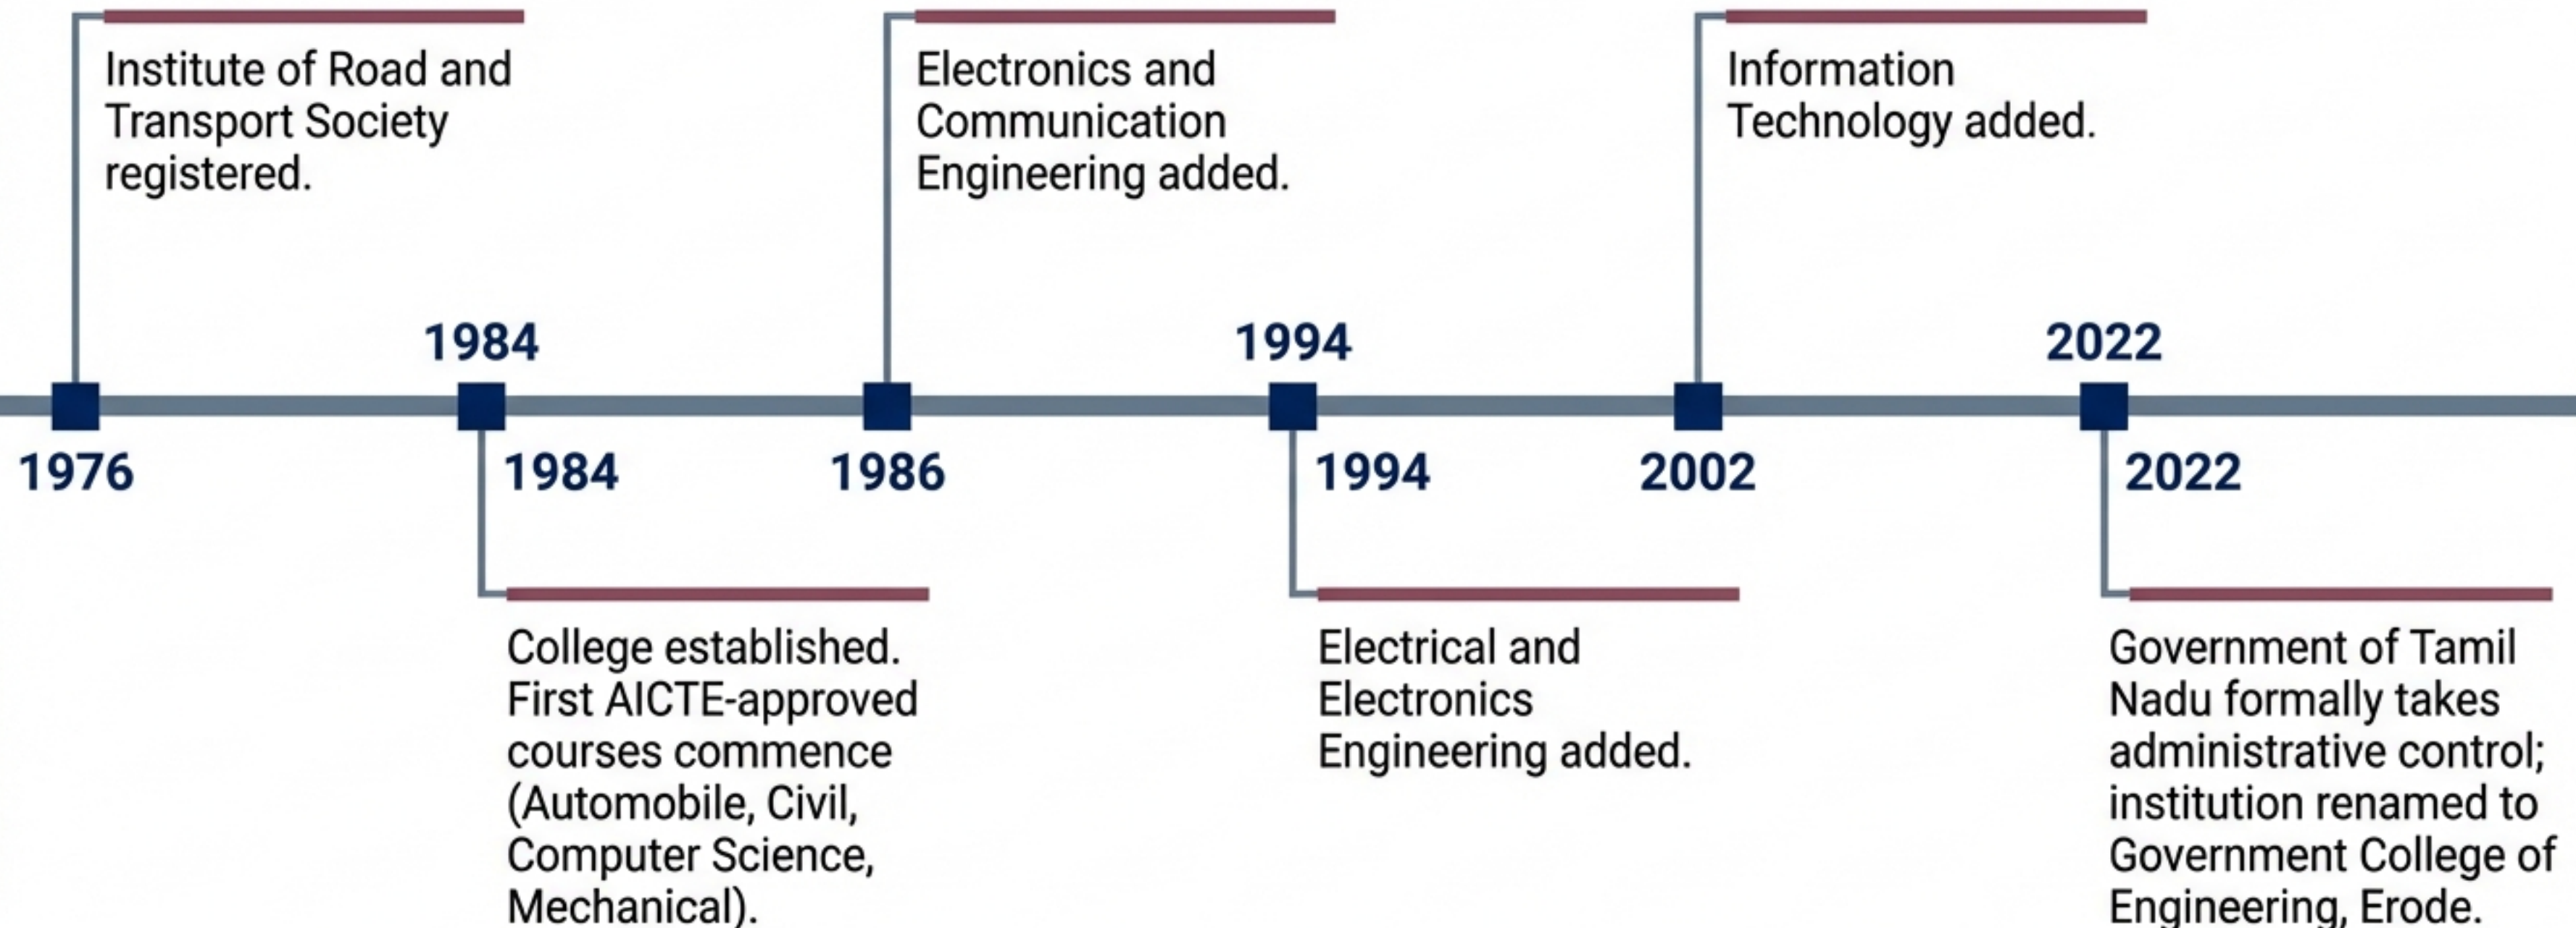 Institute of Road and
Transport Society
registered.
Electronics and
Communication
Engineering added.
Information
Technology added.
1984
1994
2022
1976
1984
1986
1994
2002
2022
College established.
First AICTE-approved
courses commence
(Automobile, Civil,
Computer Science,
Mechanical).
Electrical and
Electronics
Engineering added.
Government of Tamil
Nadu formally takes
administrative control;
institution renamed to
Government College of
Engineering, Erode.